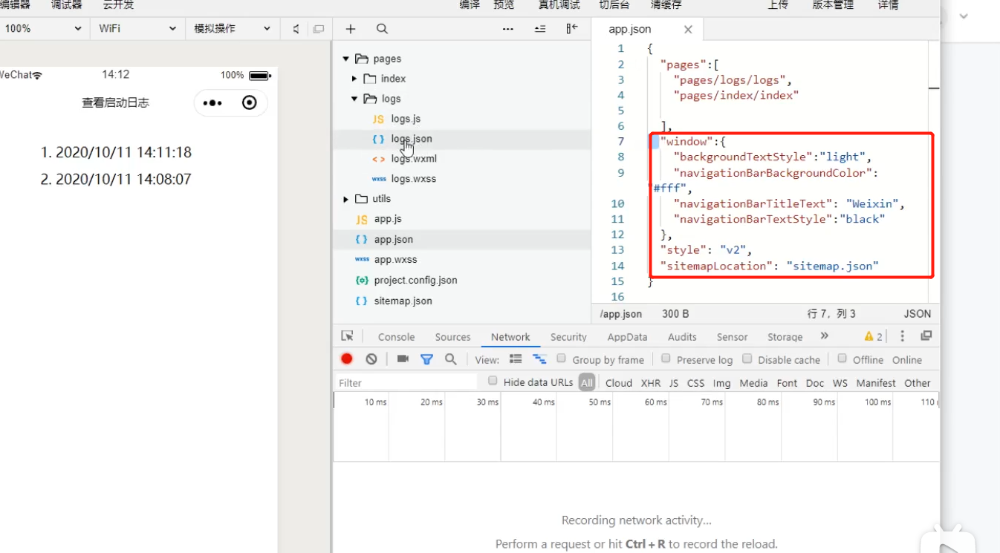 编辑器 调试器 云开发 编译 预览 真机调试 切后台 清缓存 上传 版本管理 详情
100% WiFi 模拟操作 app.json
WeChat 14:12 100%
查看启动日志
1. 2020/10/11 14:11:18
2. 2020/10/11 14:08:07
pages
index
logs
JS logs.js
{ } logs.json
< > logs.wxml
wxss logs.wxss
utils
JS app.js
{ } app.json
wxss app.wxss
{o} project.config.json
{ } sitemap.json
1 {
2 "pages":[
3 "pages/logs/logs",
4 "pages/index/index"
5
6 ],
7 "window":{
8 "backgroundTextStyle":"light",
9 "navigationBarBackgroundColor":
"#fff",
10 "navigationBarTitleText": "Weixin",
11 "navigationBarTextStyle":"black"
12 },
13 "style": "v2",
14 "sitemapLocation": "sitemap.json"
15 }
16
/app.json 300 B 行 7，列 3 JSON
Console Sources Network Security AppData Audits Sensor Storage » 2
View: Group by frame Preserve log Disable cache Offline Online
Filter Hide data URLs All Cloud XHR JS CSS Img Media Font Doc WS Manifest Other
10 ms 20 ms 30 ms 40 ms 50 ms 60 ms 70 ms 80 ms 90 ms 100 ms 110
Recording network activity...
Perform a request or hit Ctrl + R to record the reload.